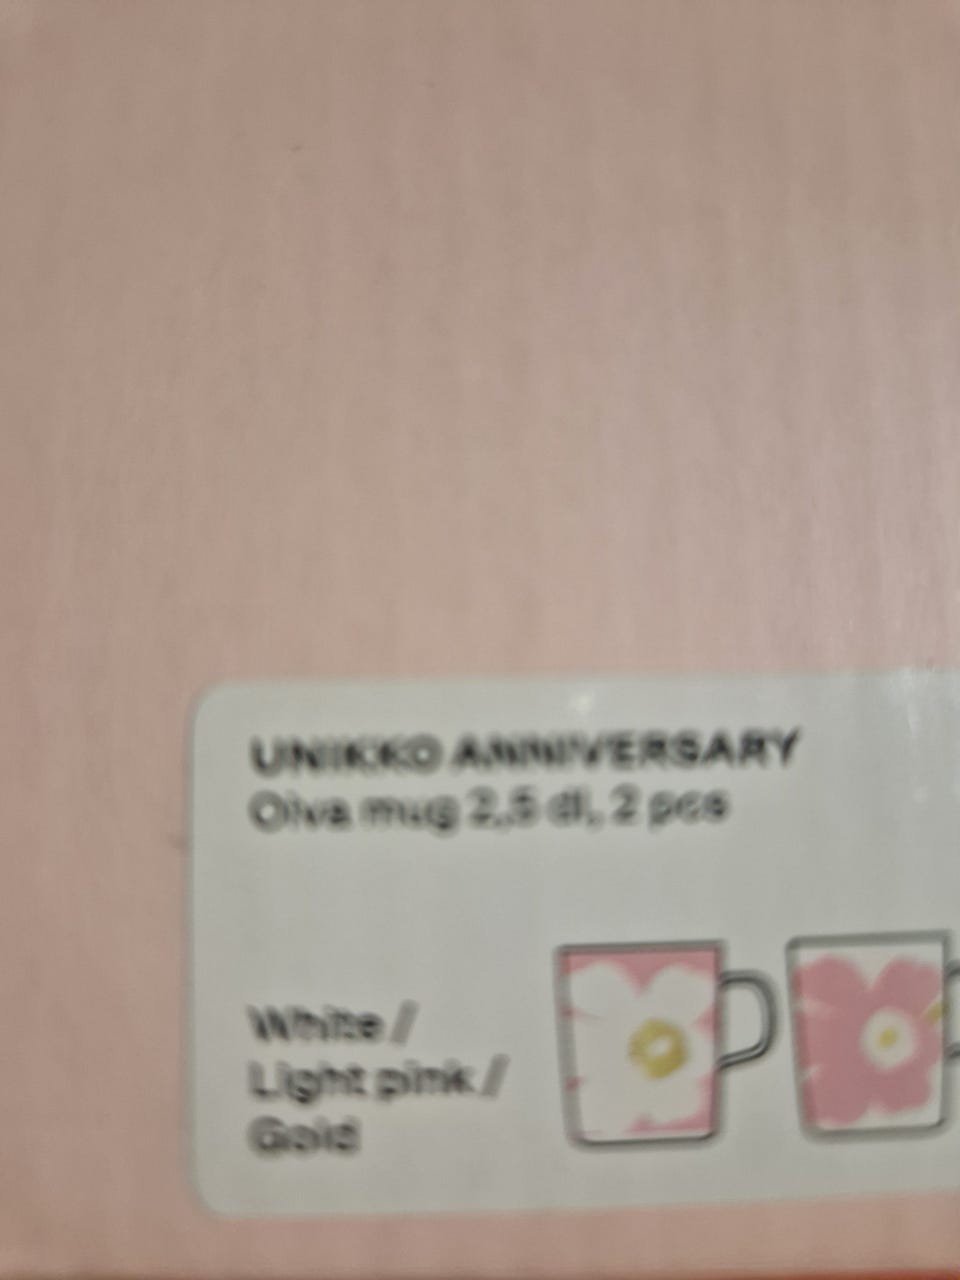 UNIKKO ANNIVERSARY
Oiva mug 2,5 dl, 2 pcs
White /
Light pink /
Gold